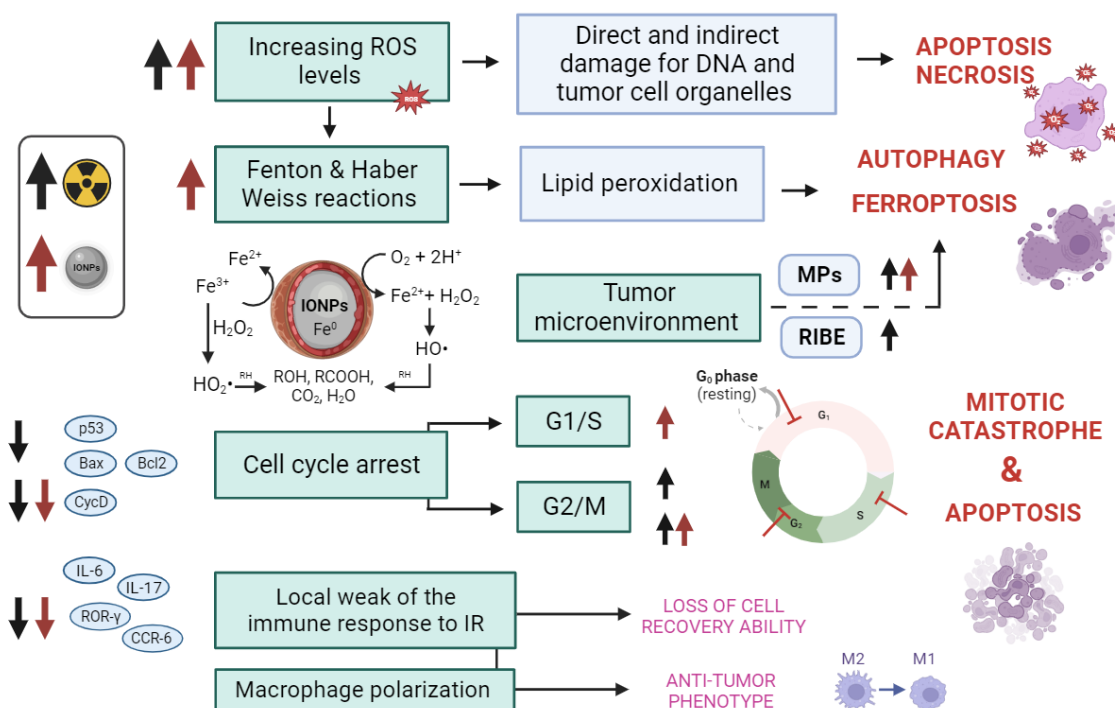 Increasing ROS
levels
ROS
Direct and indirect
damage for DNA and
tumor cell organelles
APOPTOSIS
NECROSIS
Fenton & Haber
Weiss reactions
Lipid peroxidation
AUTOPHAGY
FERROPTOSIS
IONPs
Fe²⁺
Fe³⁺
H₂O₂
HO₂•
RH
IONPs
Fe⁰
O₂ + 2H⁺
Fe²⁺+ H₂O₂
HO•
RH
ROH, RCOOH,
CO₂, H₂O
Tumor
microenvironment
MPs
RIBE
p53
Bax
Bcl2
CycD
Cell cycle arrest
G1/S
G2/M
G₀ phase
(resting)
G₁
S
G₂
M
MITOTIC
CATASTROPHE
&
APOPTOSIS
IL-6
IL-17
ROR-γ
CCR-6
Local weak of the
immune response to IR
LOSS OF CELL
RECOVERY ABILITY
Macrophage polarization
ANTI-TUMOR
PHENOTYPE
M2
M1